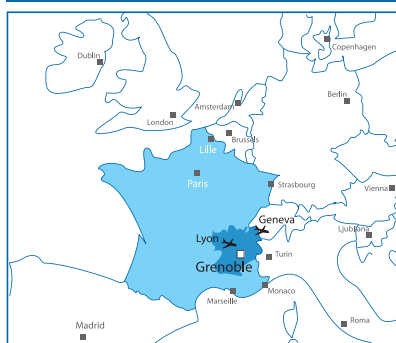 Copenhagen
Dublin
Berlin
Amsterdam
London
Brussels
Lille
Paris
Strasbourg
Vienna
Geneva
Ljubljana
Lyon
Turin
Grenoble
Marseille
Monaco
Roma
Madrid